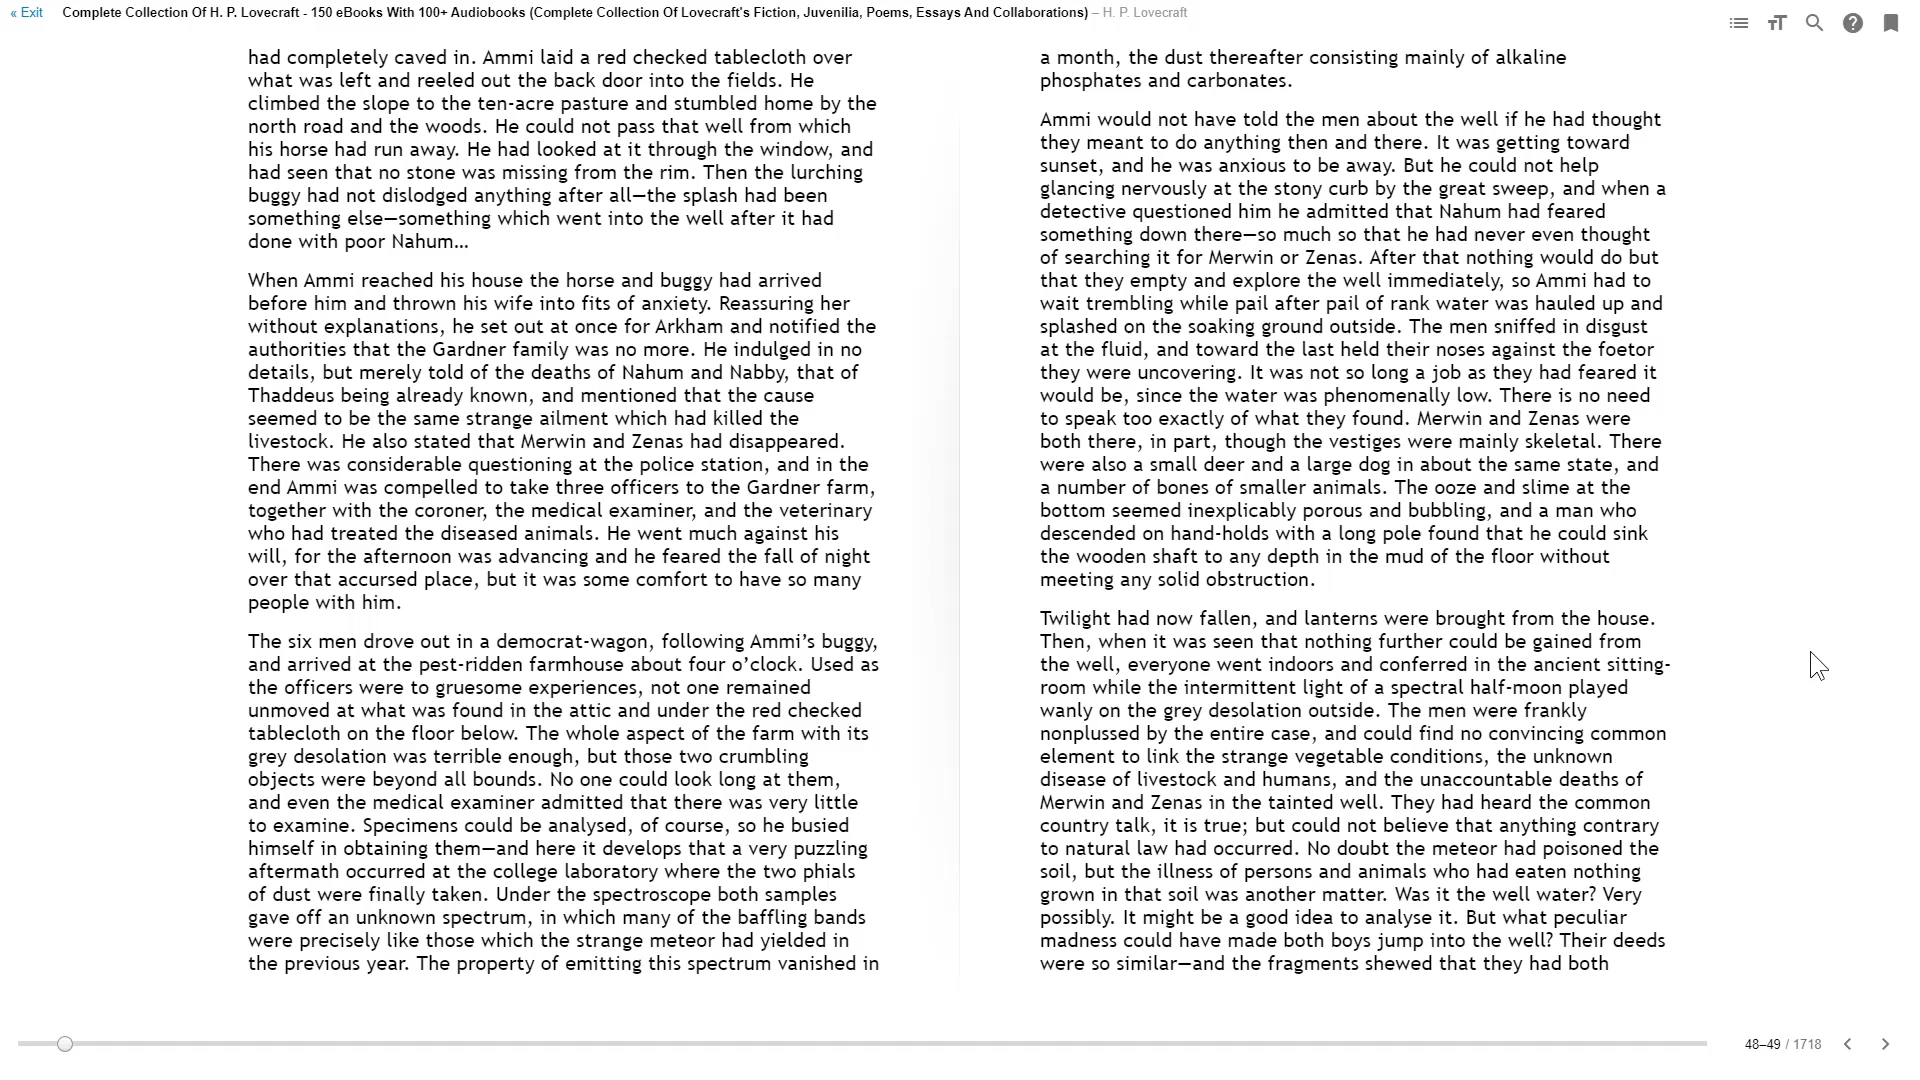 « Exit
Complete Collection Of H. P. Lovecraft - 150 eBooks With 100+ Audiobooks (Complete Collection Of Lovecraft's Fiction, Juvenilia, Poems, Essays And Collaborations) – H. P. Lovecraft
had completely caved in. Ammi laid a red checked tablecloth over
what was left and reeled out the back door into the fields. He
climbed the slope to the ten-acre pasture and stumbled home by the
north road and the woods. He could not pass that well from which
his horse had run away. He had looked at it through the window, and
had seen that no stone was missing from the rim. Then the lurching
buggy had not dislodged anything after all—the splash had been
something else—something which went into the well after it had
done with poor Nahum…
When Ammi reached his house the horse and buggy had arrived
before him and thrown his wife into fits of anxiety. Reassuring her
without explanations, he set out at once for Arkham and notified the
authorities that the Gardner family was no more. He indulged in no
details, but merely told of the deaths of Nahum and Nabby, that of
Thaddeus being already known, and mentioned that the cause
seemed to be the same strange ailment which had killed the
livestock. He also stated that Merwin and Zenas had disappeared.
There was considerable questioning at the police station, and in the
end Ammi was compelled to take three officers to the Gardner farm,
together with the coroner, the medical examiner, and the veterinary
who had treated the diseased animals. He went much against his
will, for the afternoon was advancing and he feared the fall of night
over that accursed place, but it was some comfort to have so many
people with him.
The six men drove out in a democrat-wagon, following Ammi’s buggy,
and arrived at the pest-ridden farmhouse about four o’clock. Used as
the officers were to gruesome experiences, not one remained
unmoved at what was found in the attic and under the red checked
tablecloth on the floor below. The whole aspect of the farm with its
grey desolation was terrible enough, but those two crumbling
objects were beyond all bounds. No one could look long at them,
and even the medical examiner admitted that there was very little
to examine. Specimens could be analysed, of course, so he busied
himself in obtaining them—and here it develops that a very puzzling
aftermath occurred at the college laboratory where the two phials
of dust were finally taken. Under the spectroscope both samples
gave off an unknown spectrum, in which many of the baffling bands
were precisely like those which the strange meteor had yielded in
the previous year. The property of emitting this spectrum vanished in
a month, the dust thereafter consisting mainly of alkaline
phosphates and carbonates.
Ammi would not have told the men about the well if he had thought
they meant to do anything then and there. It was getting toward
sunset, and he was anxious to be away. But he could not help
glancing nervously at the stony curb by the great sweep, and when a
detective questioned him he admitted that Nahum had feared
something down there—so much so that he had never even thought
of searching it for Merwin or Zenas. After that nothing would do but
that they empty and explore the well immediately, so Ammi had to
wait trembling while pail after pail of rank water was hauled up and
splashed on the soaking ground outside. The men sniffed in disgust
at the fluid, and toward the last held their noses against the foetor
they were uncovering. It was not so long a job as they had feared it
would be, since the water was phenomenally low. There is no need
to speak too exactly of what they found. Merwin and Zenas were
both there, in part, though the vestiges were mainly skeletal. There
were also a small deer and a large dog in about the same state, and
a number of bones of smaller animals. The ooze and slime at the
bottom seemed inexplicably porous and bubbling, and a man who
descended on hand-holds with a long pole found that he could sink
the wooden shaft to any depth in the mud of the floor without
meeting any solid obstruction.
Twilight had now fallen, and lanterns were brought from the house.
Then, when it was seen that nothing further could be gained from
the well, everyone went indoors and conferred in the ancient sitting-
room while the intermittent light of a spectral half-moon played
wanly on the grey desolation outside. The men were frankly
nonplussed by the entire case, and could find no convincing common
element to link the strange vegetable conditions, the unknown
disease of livestock and humans, and the unaccountable deaths of
Merwin and Zenas in the tainted well. They had heard the common
country talk, it is true; but could not believe that anything contrary
to natural law had occurred. No doubt the meteor had poisoned the
soil, but the illness of persons and animals who had eaten nothing
grown in that soil was another matter. Was it the well water? Very
possibly. It might be a good idea to analyse it. But what peculiar
madness could have made both boys jump into the well? Their deeds
were so similar—and the fragments shewed that they had both
48–49 / 1718